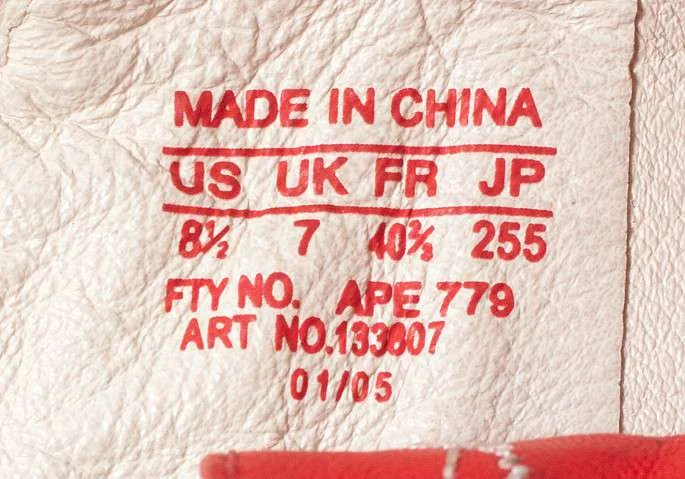 MADE IN CHINA
US UK FR JP
8½ 7 40⅔ 255
FTY NO. APE 779
ART NO.133807
01/05